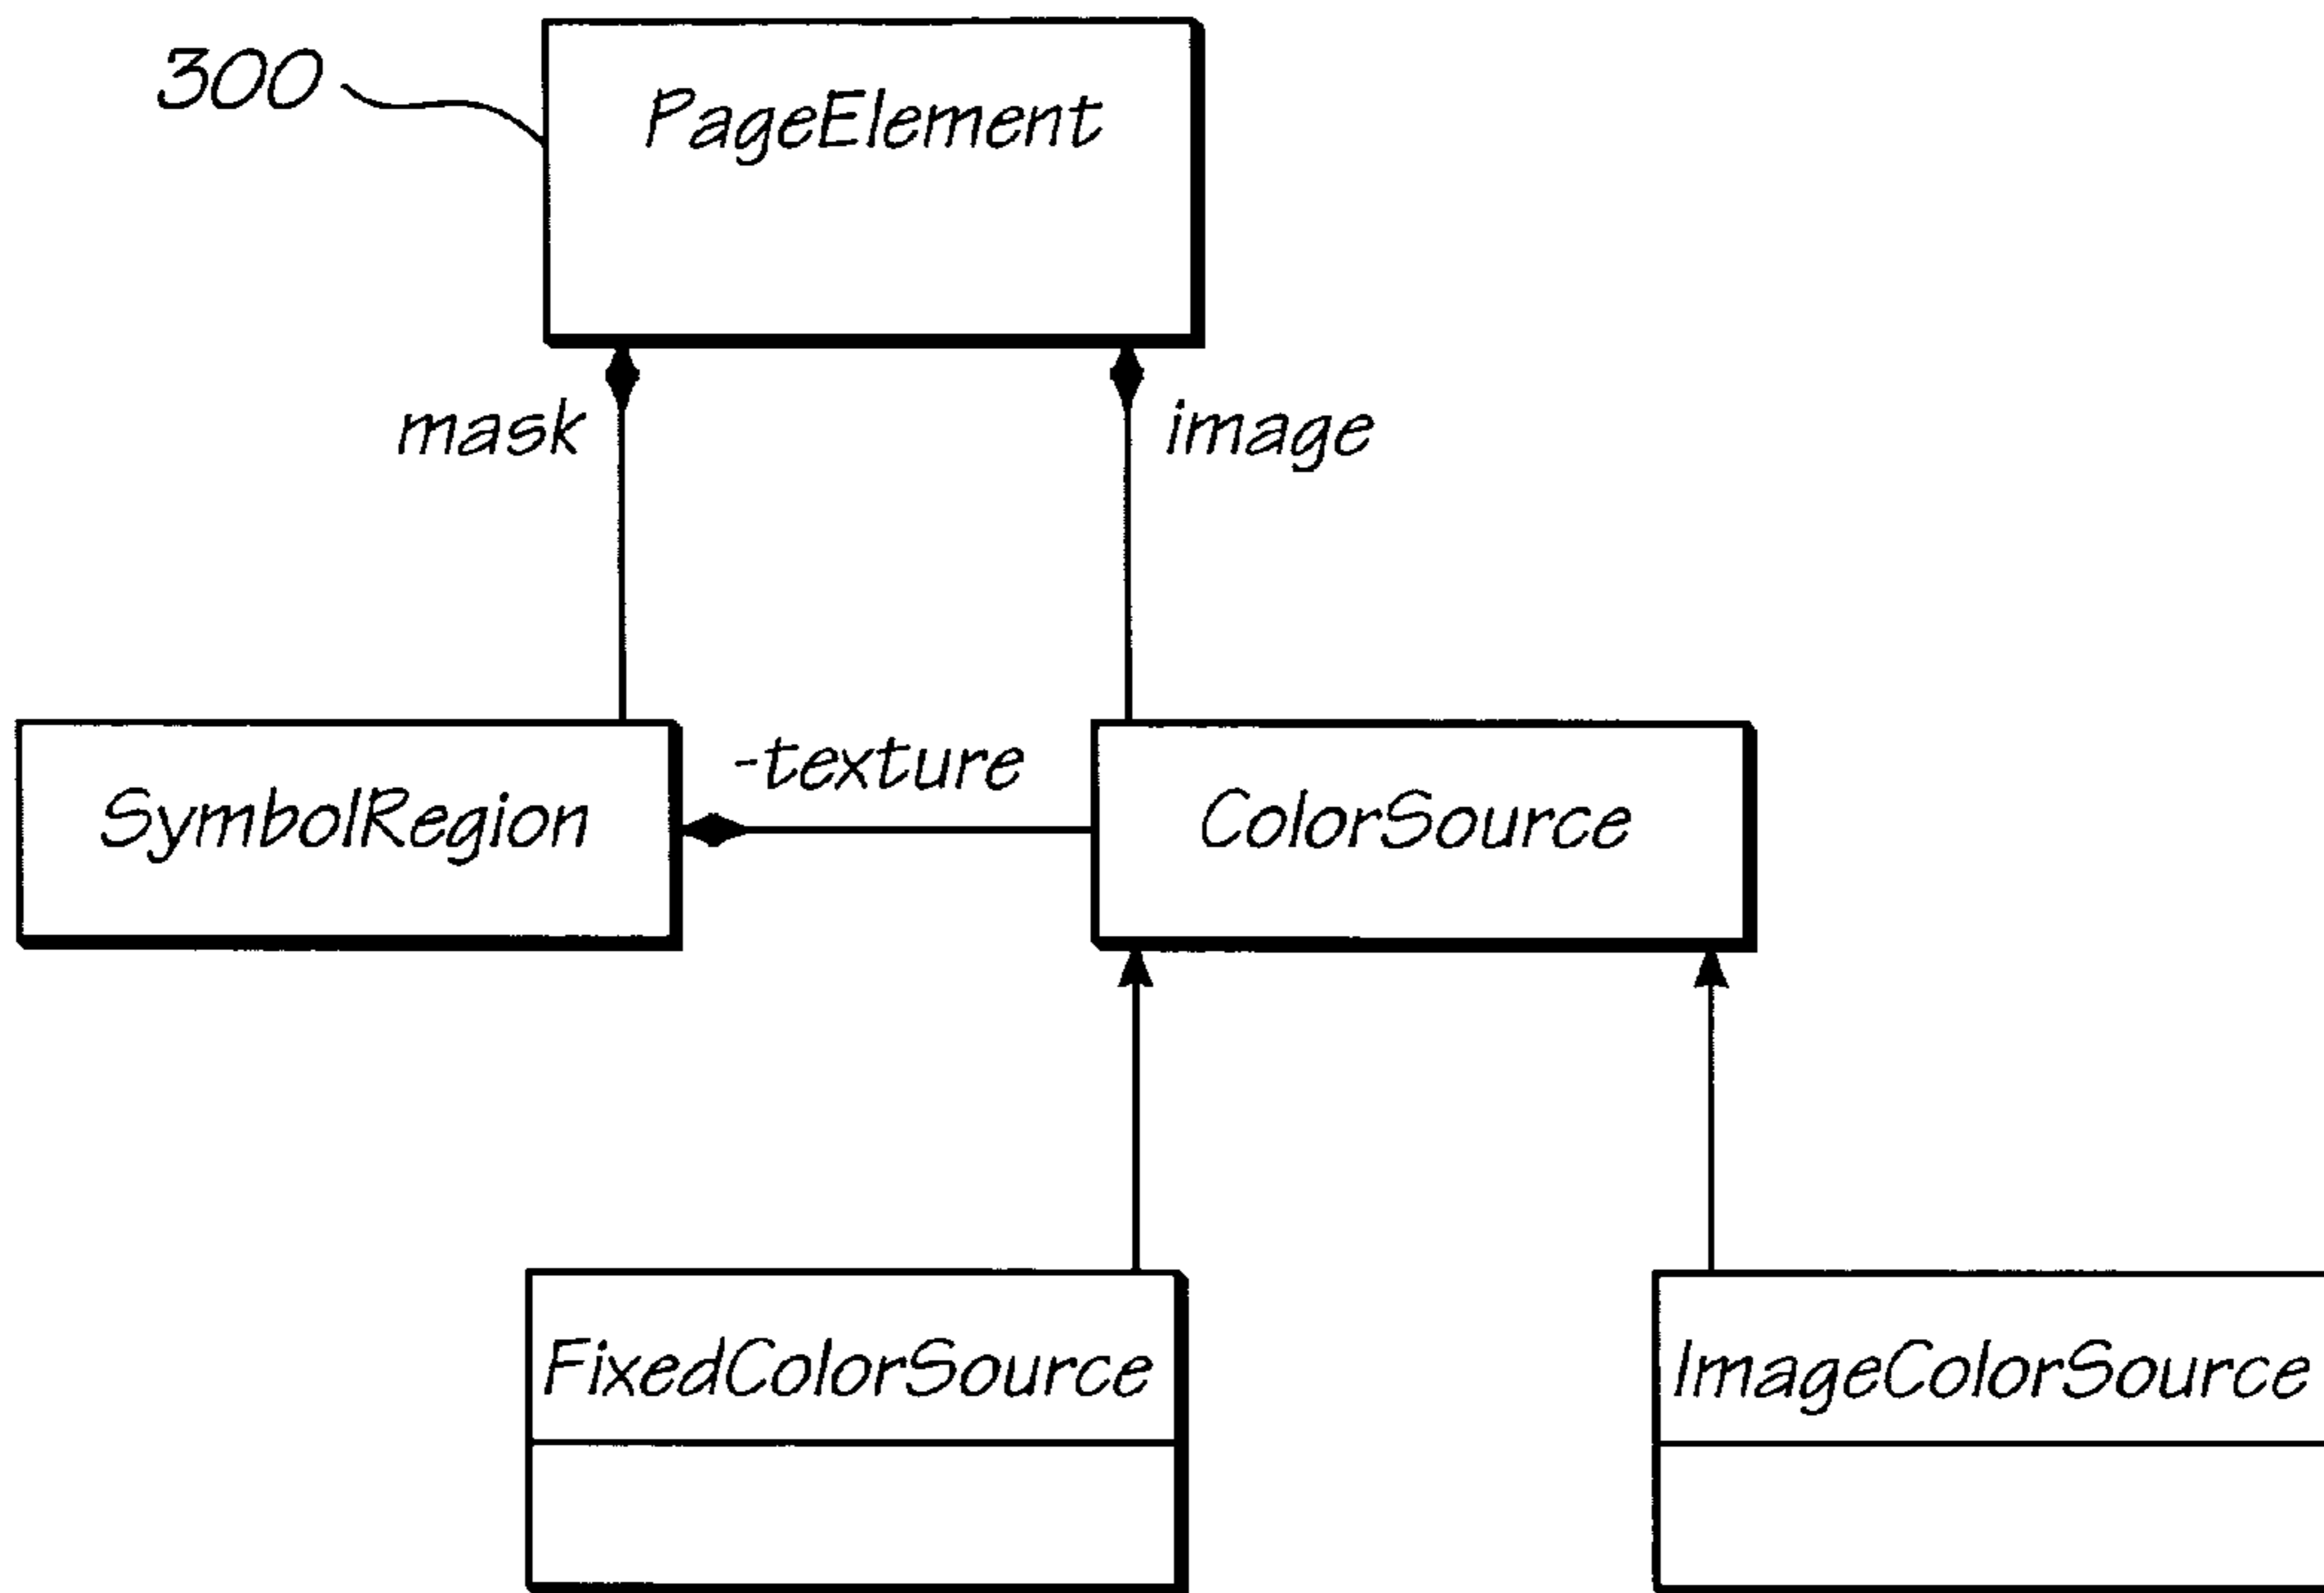 300
PageElement
mask
image
-texture
SymbolRegion
ColorSource
FixedColorSource
ImageColorSource